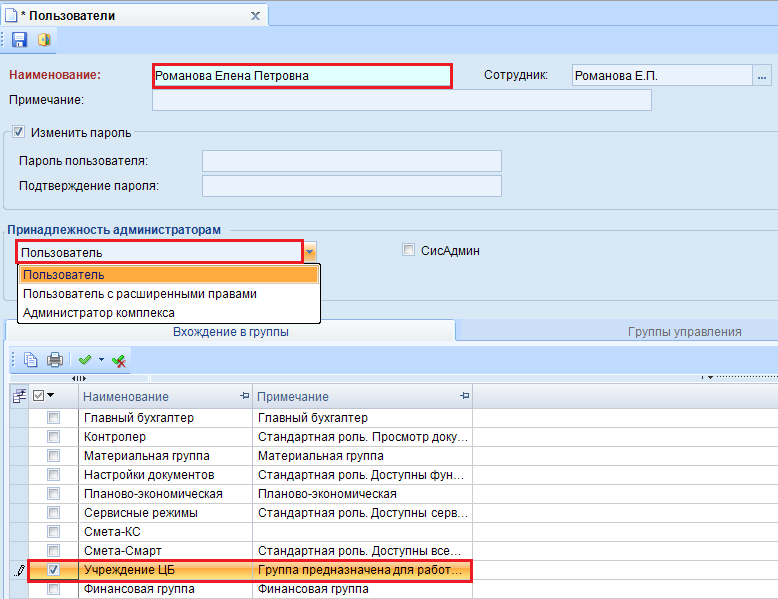 * Пользователи
Наименование: Романова Елена Петровна Сотрудник: Романова Е.П. ...
Примечание:
Изменить пароль
Пароль пользователя:
Подтверждение пароля:
Принадлежность администраторам
Пользователь СисАдмин
Пользователь
Пользователь с расширенными правами
Администратор комплекса
Вхождение в группы Группы управления
Наименование Примечание
Главный бухгалтер Главный бухгалтер
Контролер Стандартная роль. Просмотр доку...
Материальная группа Материальная группа
Настройки документов Стандартная роль. Доступны фун...
Планово-экономическая Планово-экономическая
Сервисные режимы Стандартная роль. Доступны серв...
Смета-КС
Смета-Смарт Стандартная роль. Доступны все...
Учреждение ЦБ Группа предназначена для работ...
Финансовая группа Финансовая группа